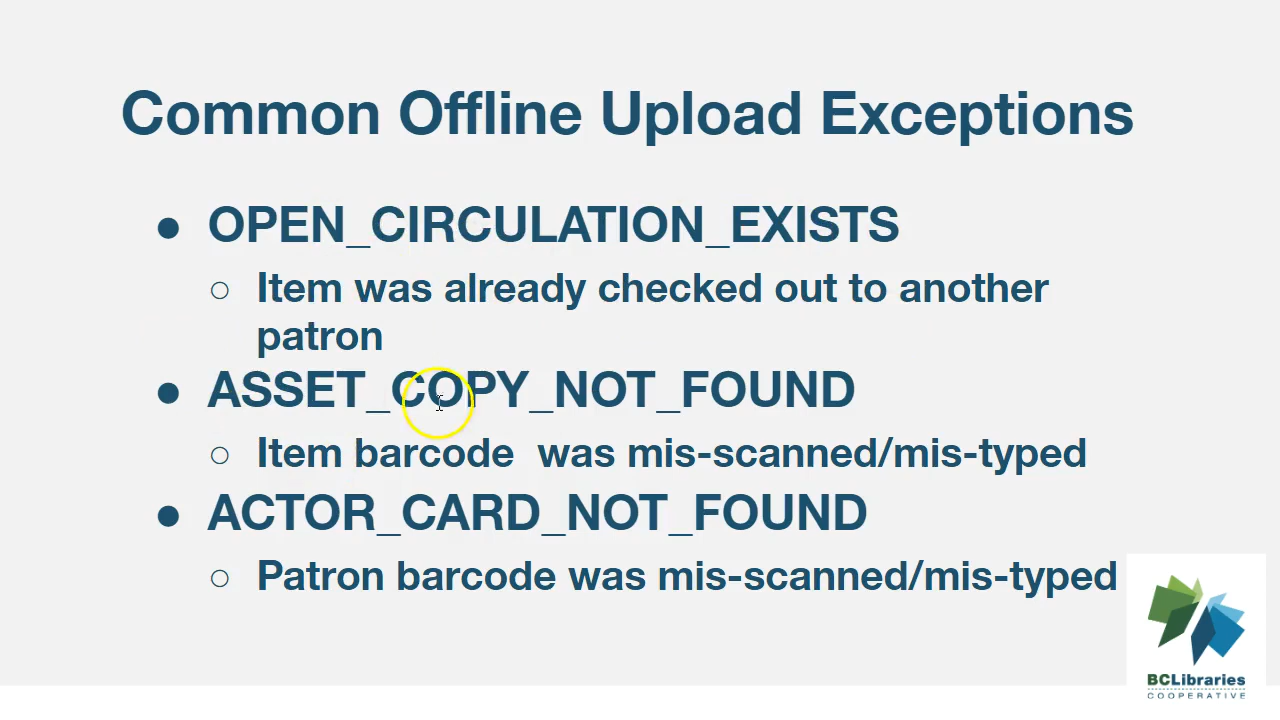 Common Offline Upload Exceptions
● OPEN_CIRCULATION_EXISTS
○ Item was already checked out to another
patron
● ASSET_COPY_NOT_FOUND
○ Item barcode  was mis-scanned/mis-typed
● ACTOR_CARD_NOT_FOUND
○ Patron barcode was mis-scanned/mis-typed
BCLibraries
COOPERATIVE